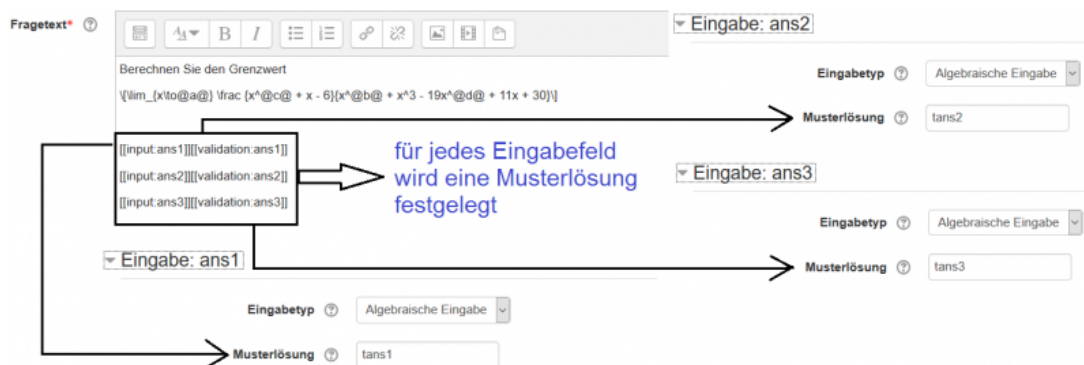 Fragetext*
Berechnen Sie den Grenzwert
\[\lim_{x\to@a@} \frac {x^@c@ + x - 6}{x^@b@ + x^3 - 19x^@d@ + 11x + 30}\]
[[input:ans1]][[validation:ans1]]
[[input:ans2]][[validation:ans2]]
[[input:ans3]][[validation:ans3]]
für jedes Eingabefeld
wird eine Musterlösung
festgelegt
Eingabe: ans1
Eingabetyp Algebraische Eingabe
Musterlösung tans1
Eingabe: ans2
Eingabetyp Algebraische Eingabe
Musterlösung tans2
Eingabe: ans3
Eingabetyp Algebraische Eingabe
Musterlösung tans3